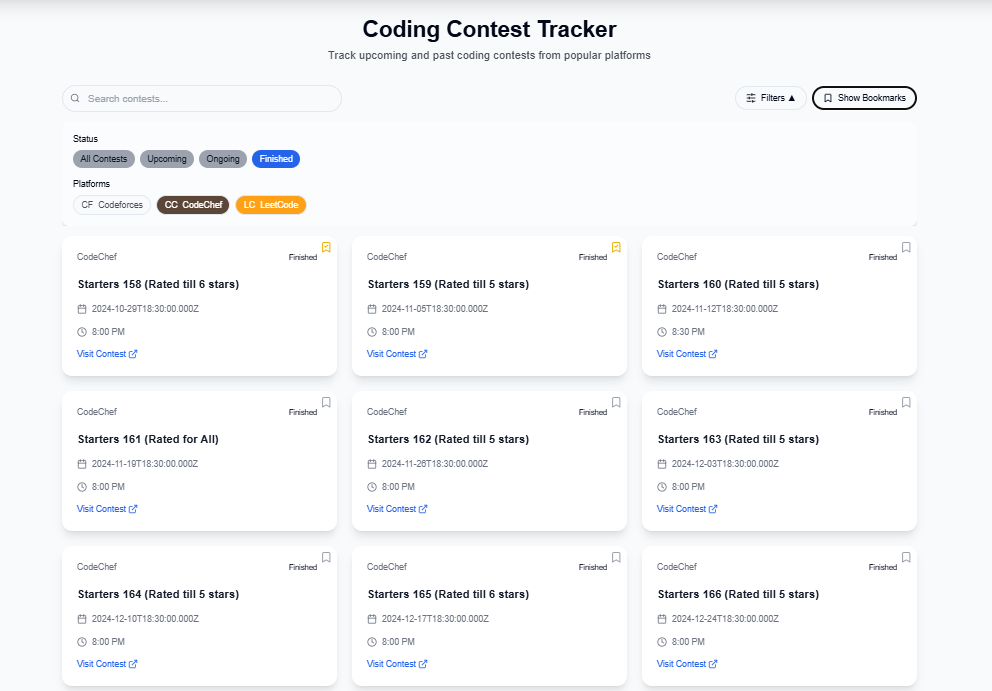 Coding Contest Tracker
Track upcoming and past coding contests from popular platforms
Search contests...
Filters ▲
Show Bookmarks
Status
All Contests Upcoming Ongoing Finished
Platforms
CF Codeforces CC CodeChef LC LeetCode
CodeChef
Finished
Starters 158 (Rated till 6 stars)
2024-10-29T18:30:00.000Z
8:00 PM
Visit Contest
CodeChef
Finished
Starters 159 (Rated till 5 stars)
2024-11-05T18:30:00.000Z
8:00 PM
Visit Contest
CodeChef
Finished
Starters 160 (Rated till 5 stars)
2024-11-12T18:30:00.000Z
8:30 PM
Visit Contest
CodeChef
Finished
Starters 161 (Rated for All)
2024-11-19T18:30:00.000Z
8:00 PM
Visit Contest
CodeChef
Finished
Starters 162 (Rated till 5 stars)
2024-11-26T18:30:00.000Z
8:00 PM
Visit Contest
CodeChef
Finished
Starters 163 (Rated till 5 stars)
2024-12-03T18:30:00.000Z
8:00 PM
Visit Contest
CodeChef
Finished
Starters 164 (Rated till 5 stars)
2024-12-10T18:30:00.000Z
8:00 PM
Visit Contest
CodeChef
Finished
Starters 165 (Rated till 6 stars)
2024-12-17T18:30:00.000Z
8:00 PM
Visit Contest
CodeChef
Finished
Starters 166 (Rated till 5 stars)
2024-12-24T18:30:00.000Z
8:00 PM
Visit Contest